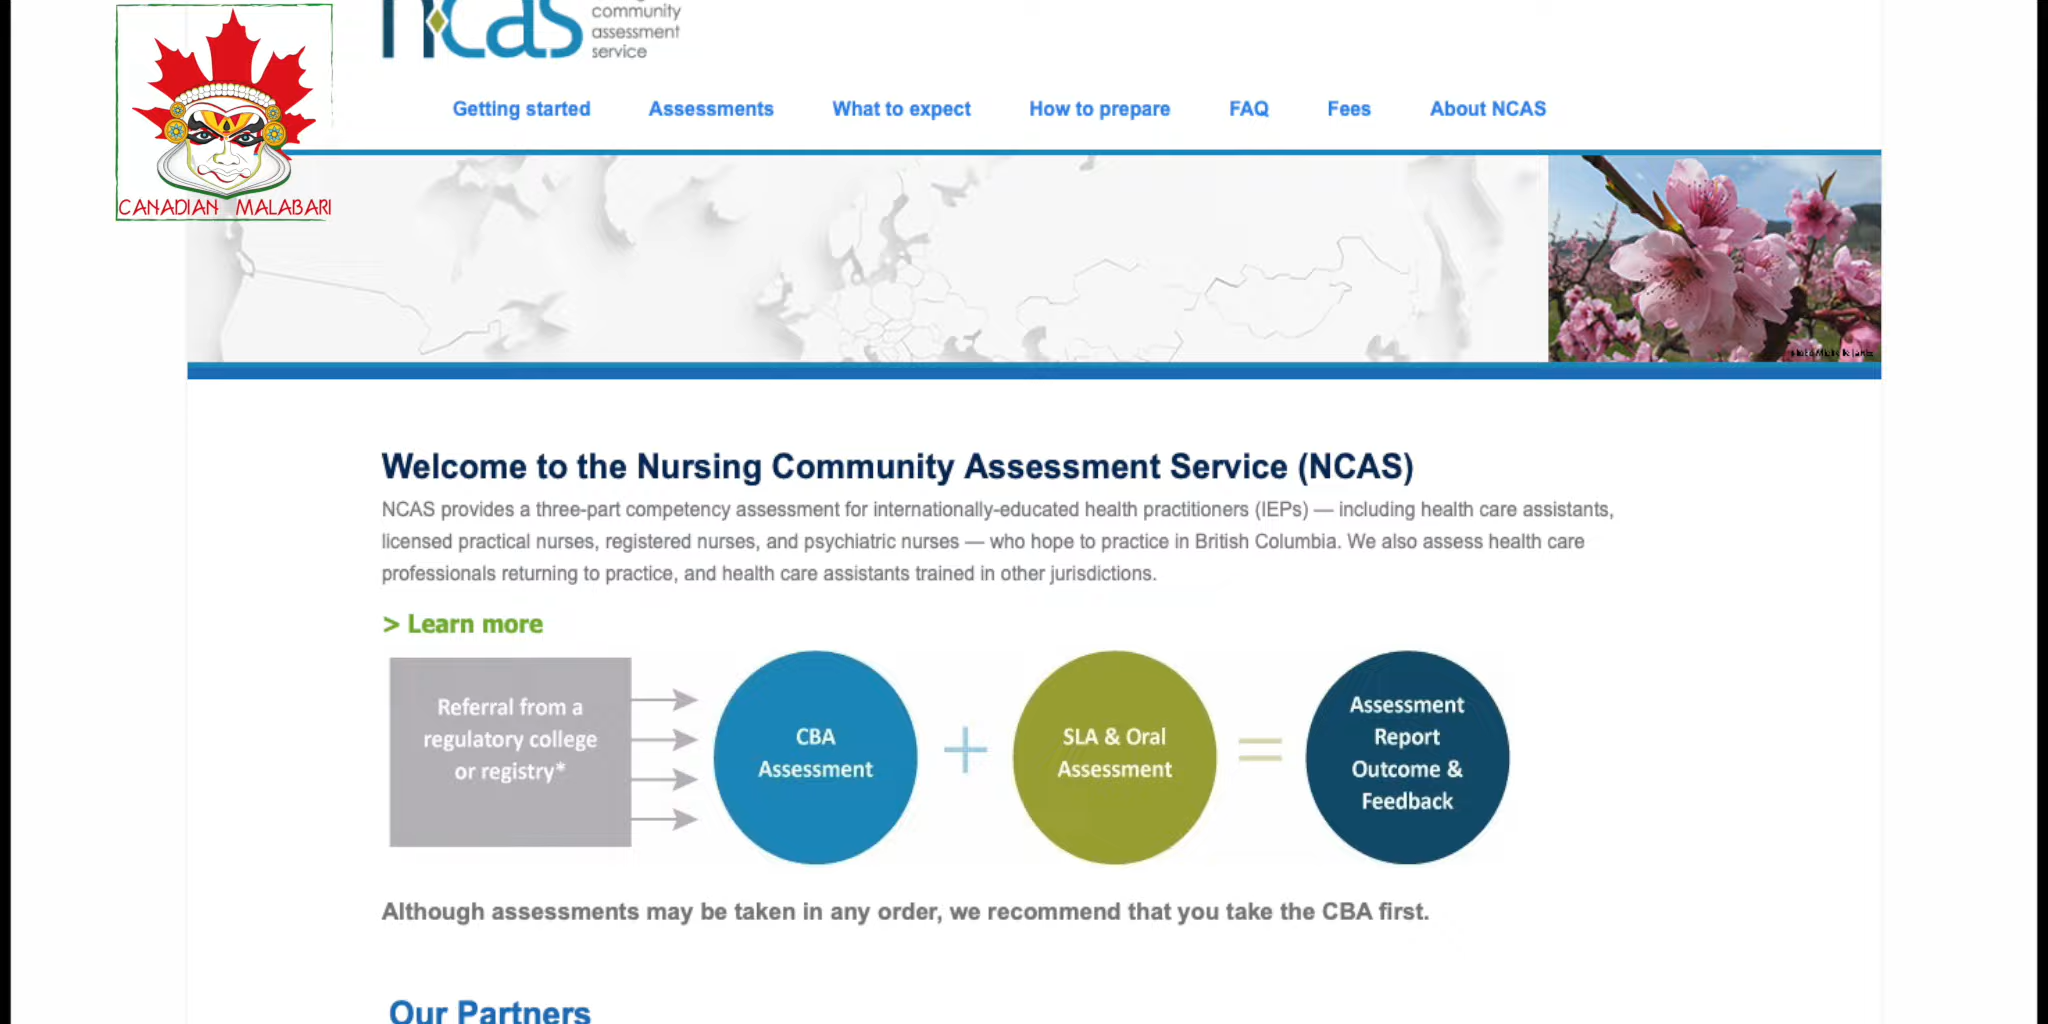 ncas
community
assessment
service
CANADIAN MALABARI
Getting started Assessments What to expect How to prepare FAQ Fees About NCAS
Welcome to the Nursing Community Assessment Service (NCAS)
NCAS provides a three-part competency assessment for internationally-educated health practitioners (IEPs) — including health care assistants,
licensed practical nurses, registered nurses, and psychiatric nurses — who hope to practice in British Columbia. We also assess health care
professionals returning to practice, and health care assistants trained in other jurisdictions.
> Learn more
Referral from a
regulatory college
or registry*
CBA
Assessment
+
SLA & Oral
Assessment
=
Assessment
Report
Outcome &
Feedback
Although assessments may be taken in any order, we recommend that you take the CBA first.
Our Partners